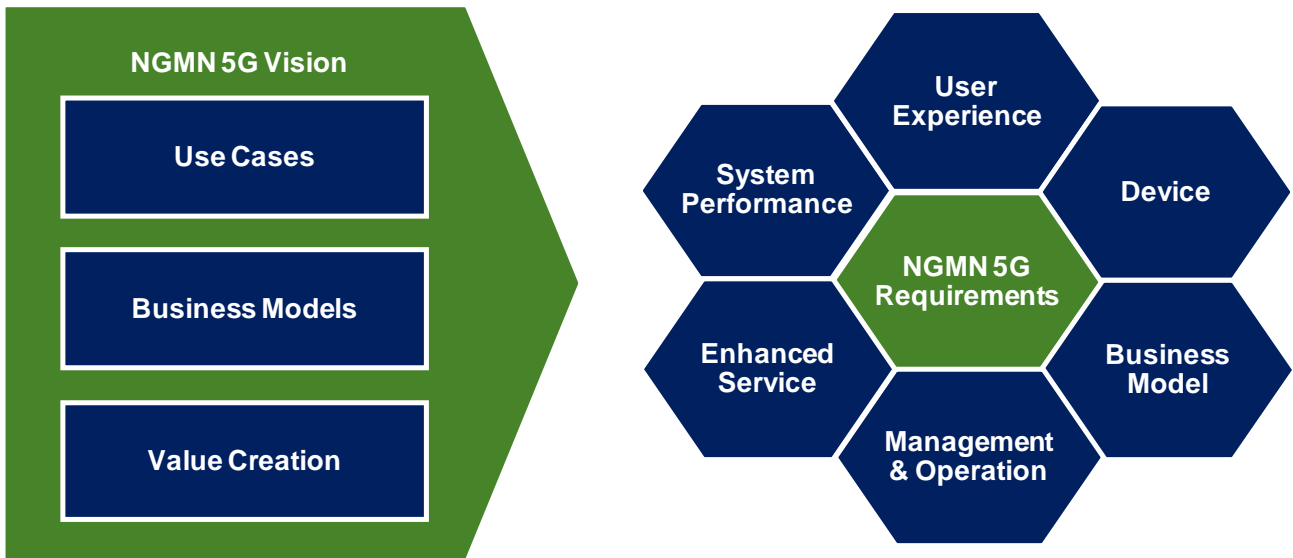 NGMN 5G Vision
Use Cases
Business Models
Value Creation
User
Experience
System
Performance
Device
NGMN 5G
Requirements
Enhanced
Service
Business
Model
Management
& Operation